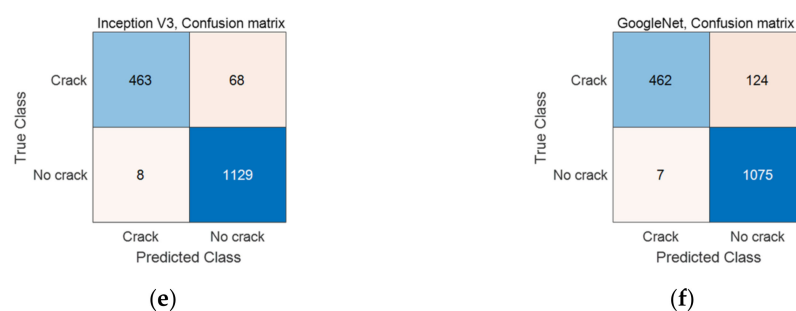 Inception V3, Confusion matrix
Crack 463 68
No crack 8 1129
True Class
Crack No crack
Predicted Class
(e)
GoogleNet, Confusion matrix
Crack 462 124
No crack 7 1075
True Class
Crack No crack
Predicted Class
(f)